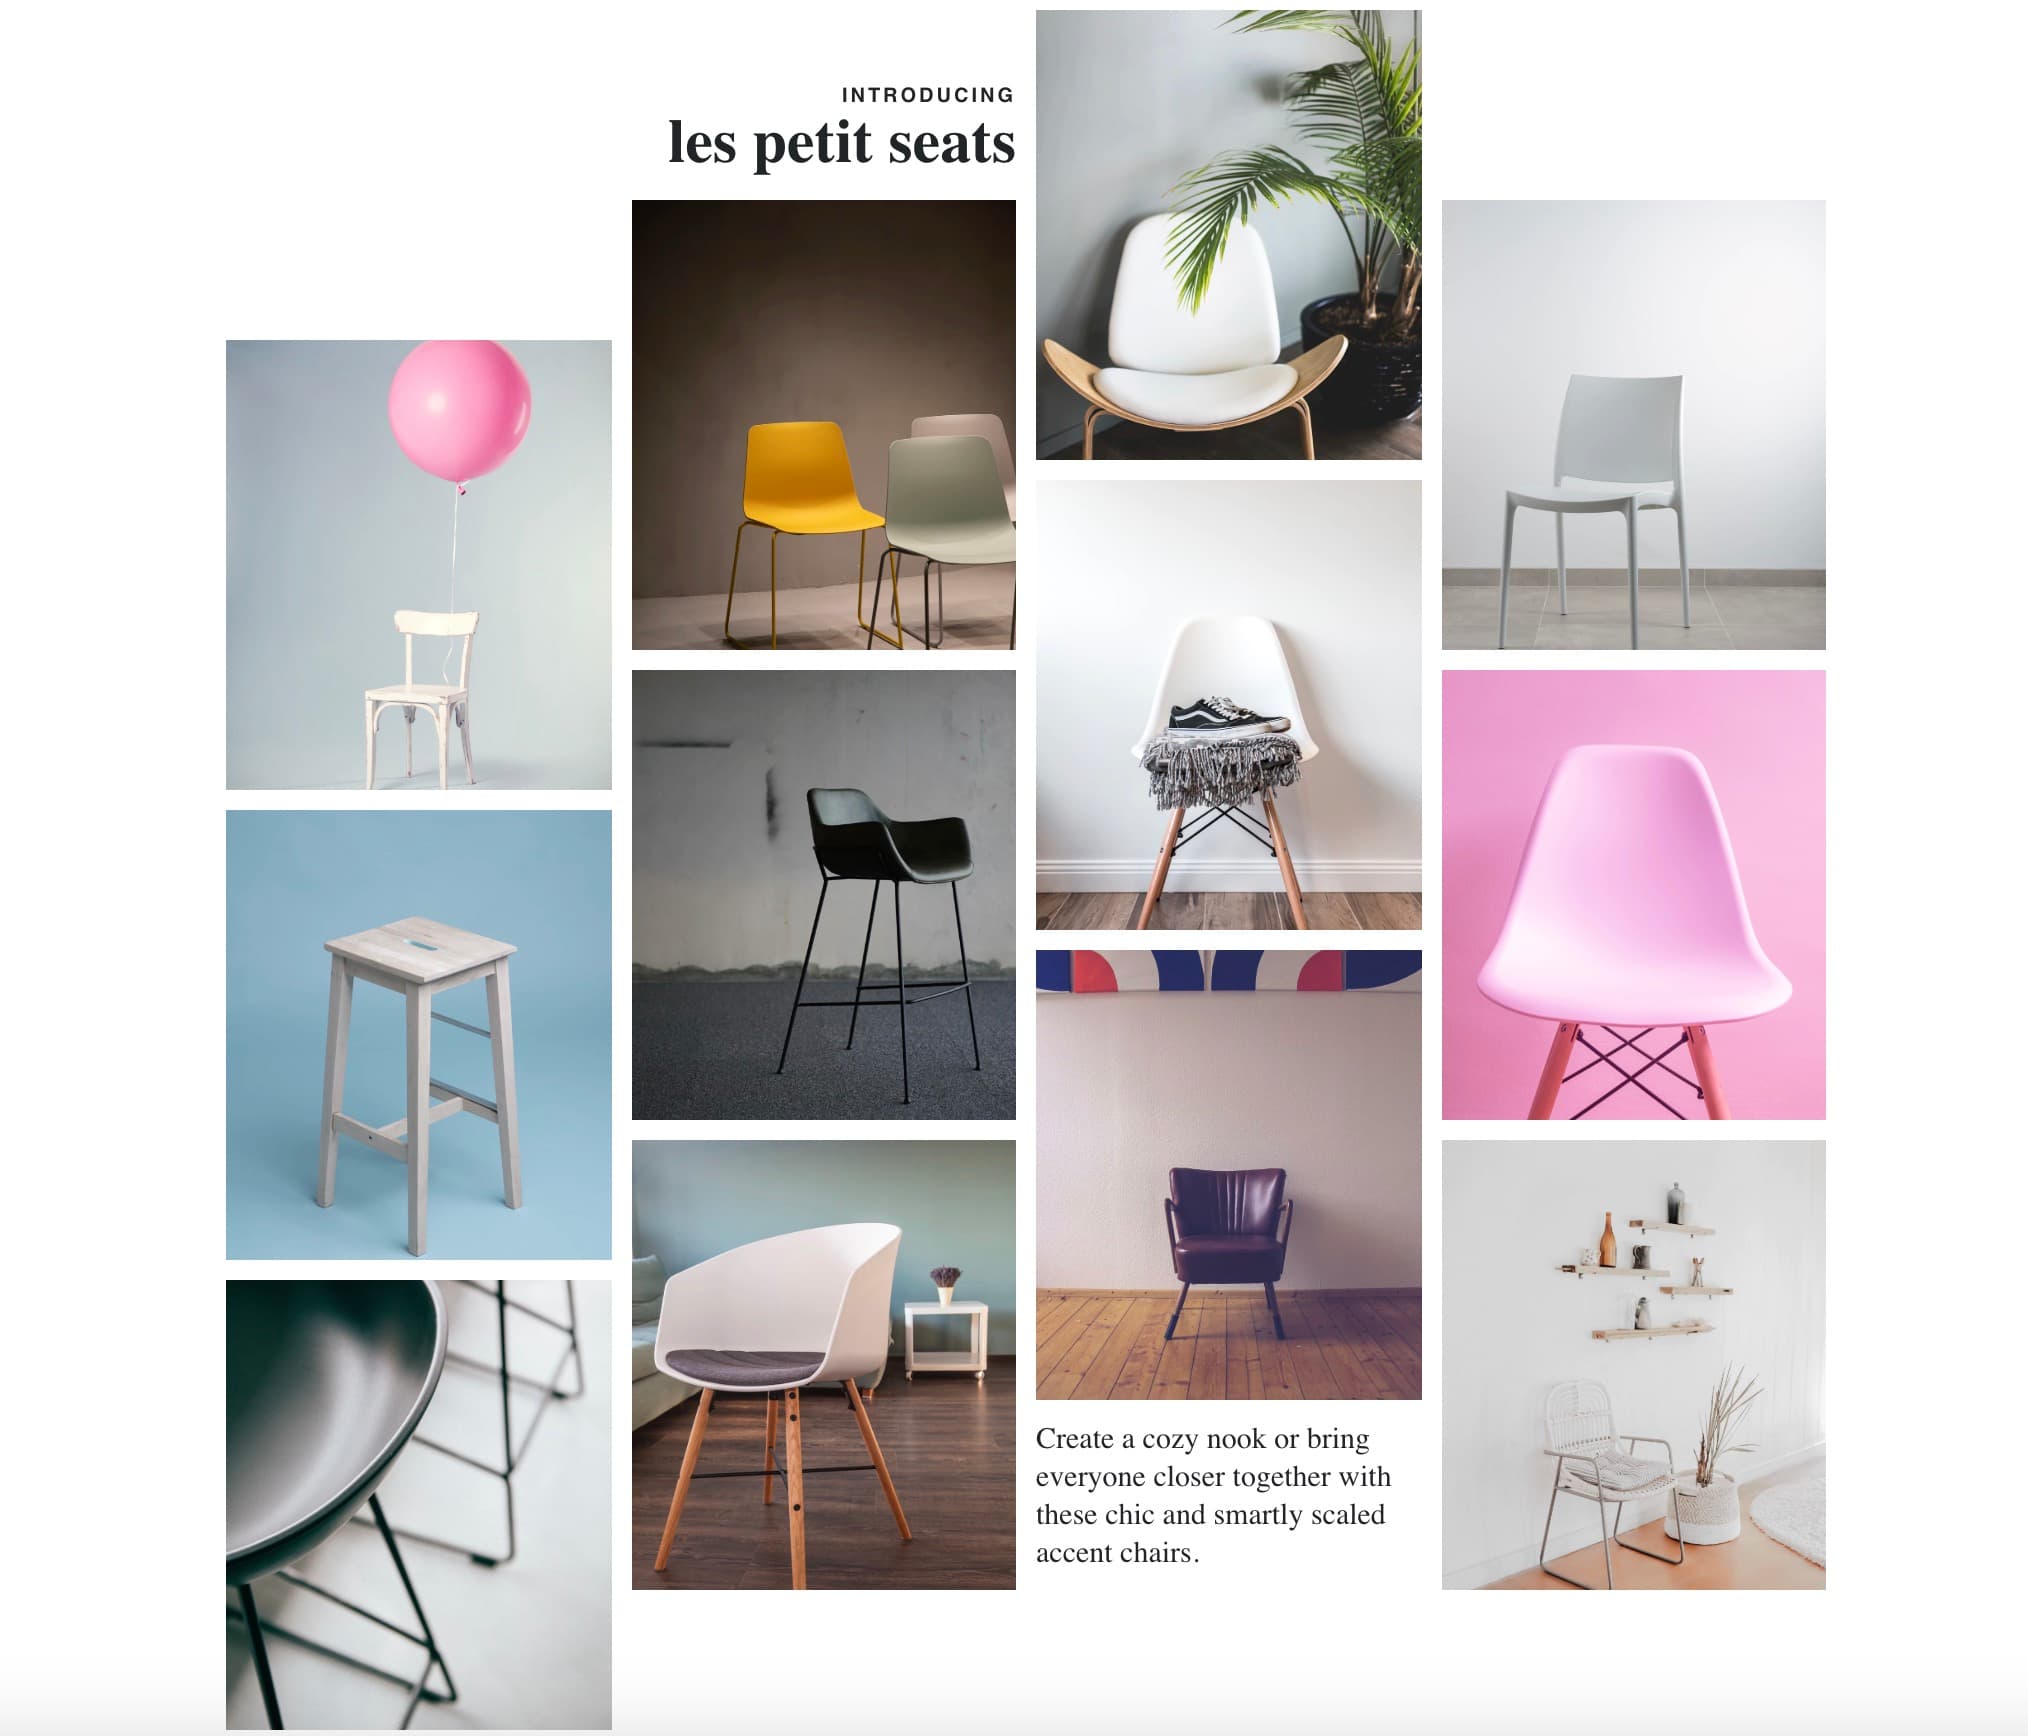 INTRODUCING
les petit seats
Create a cozy nook or bring
everyone closer together with
these chic and smartly scaled
accent chairs.